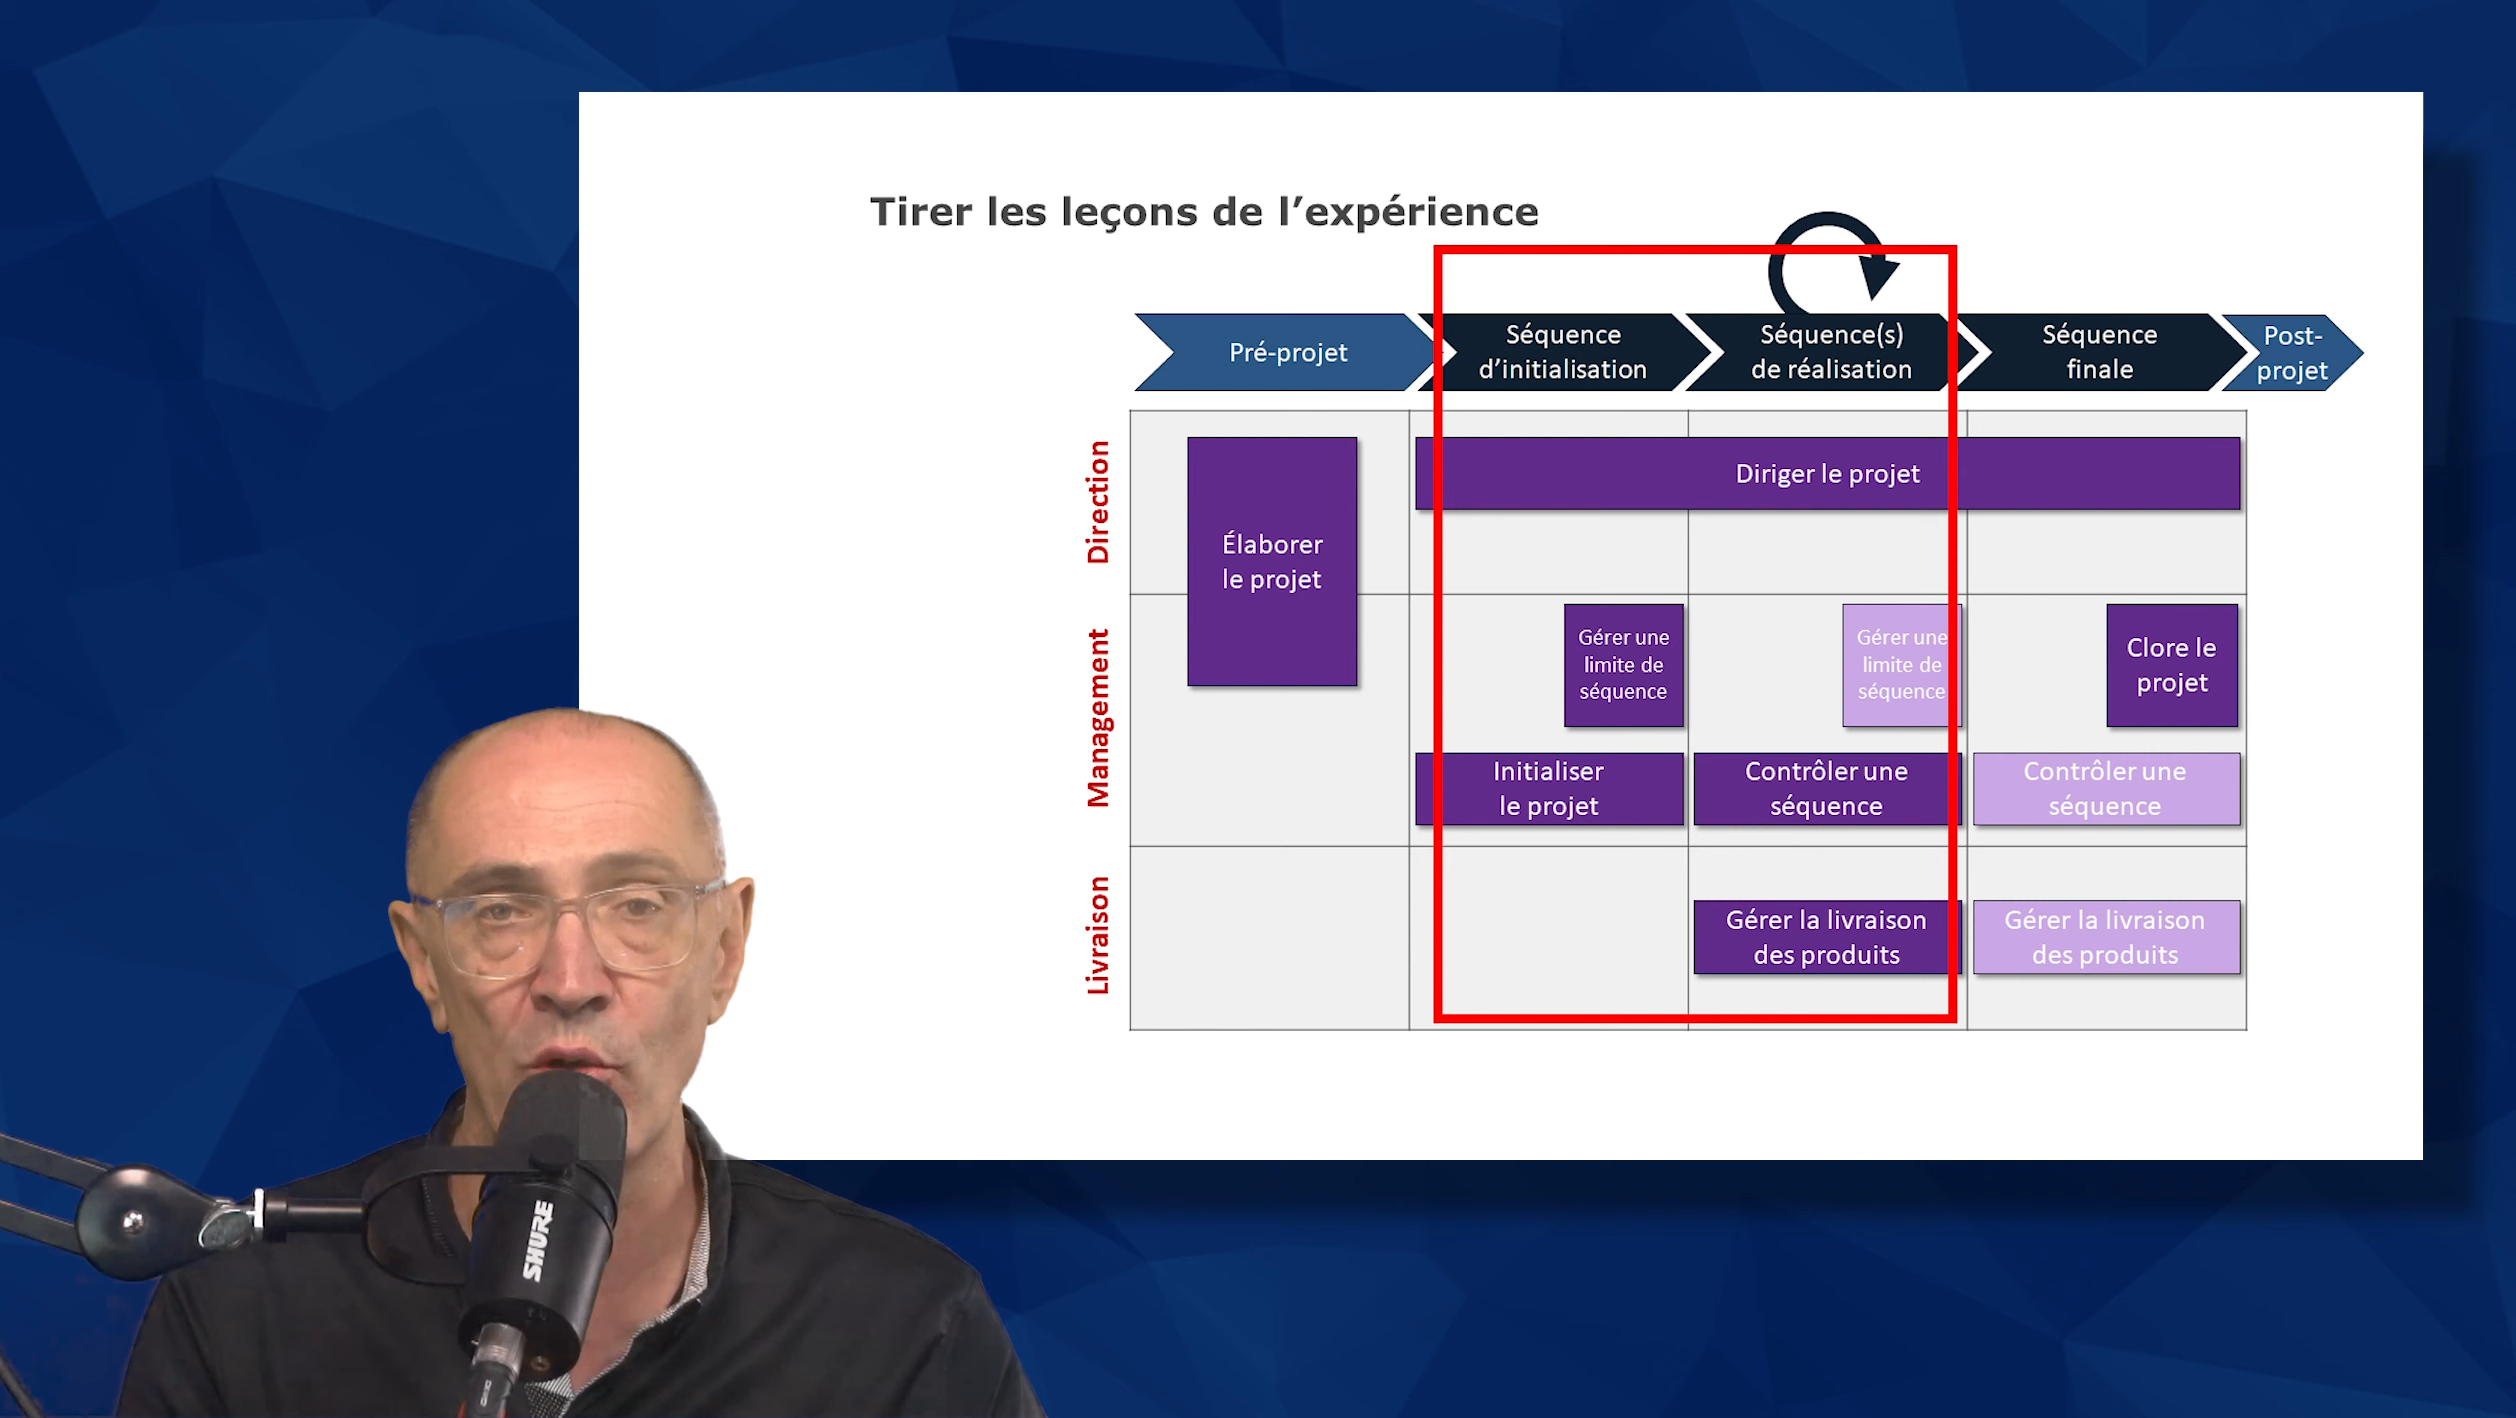 Tirer les leçons de l’expérience
Pré-projet
Séquence
d’initialisation
Séquence(s)
de réalisation
Séquence
finale
Post-
projet
Direction
Élaborer
le projet
Diriger le projet
Management
Gérer une
limite de
séquence
Gérer une
limite de
séquence
Clore le
projet
Initialiser
le projet
Contrôler une
séquence
Contrôler une
séquence
Livraison
Gérer la livraison
des produits
Gérer la livraison
des produits
SHURE